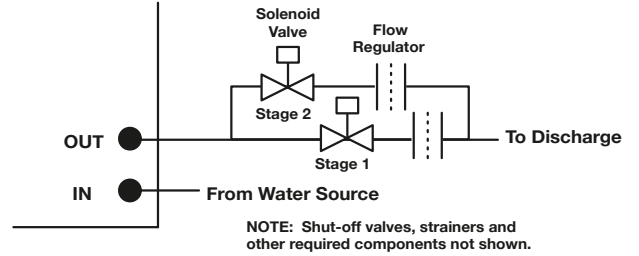 Solenoid
Valve
Flow
Regulator
Stage 2
OUT
To Discharge
Stage 1
IN
From Water Source
NOTE: Shut-off valves, strainers and
other required components not shown.